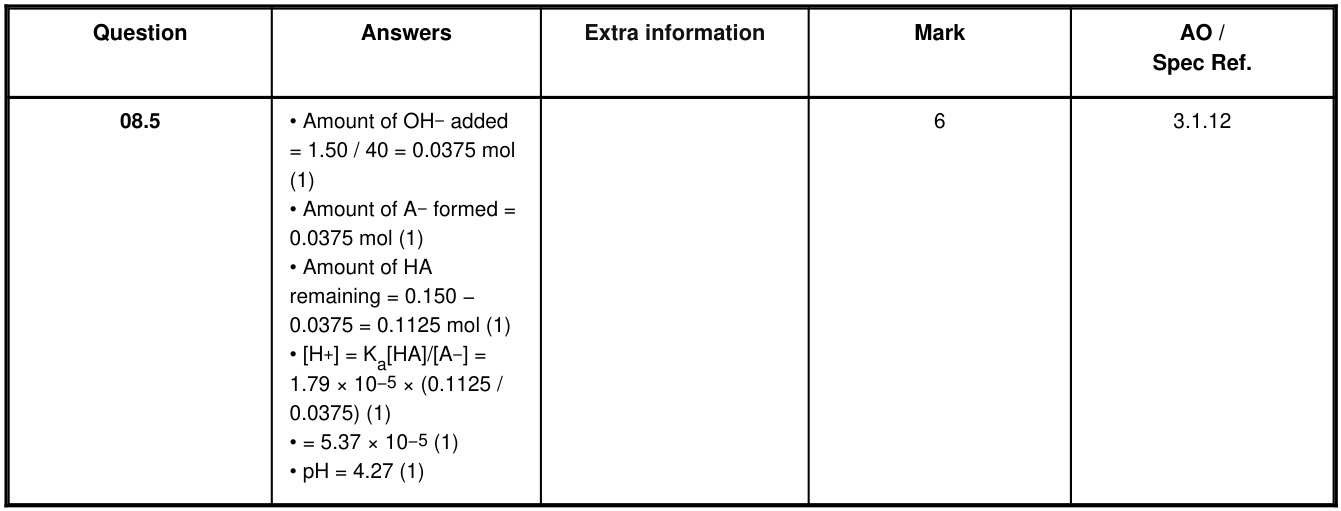 Question Answers Extra information Mark AO /
Spec Ref.
08.5 • Amount of OH− added 6 3.1.12
= 1.50 / 40 = 0.0375 mol
(1)
• Amount of A− formed =
0.0375 mol (1)
• Amount of HA
remaining = 0.150 −
0.0375 = 0.1125 mol (1)
• [H+] = Ka[HA]/[A−] =
1.79 × 10−5 × (0.1125 /
0.0375) (1)
• = 5.37 × 10−5 (1)
• pH = 4.27 (1)